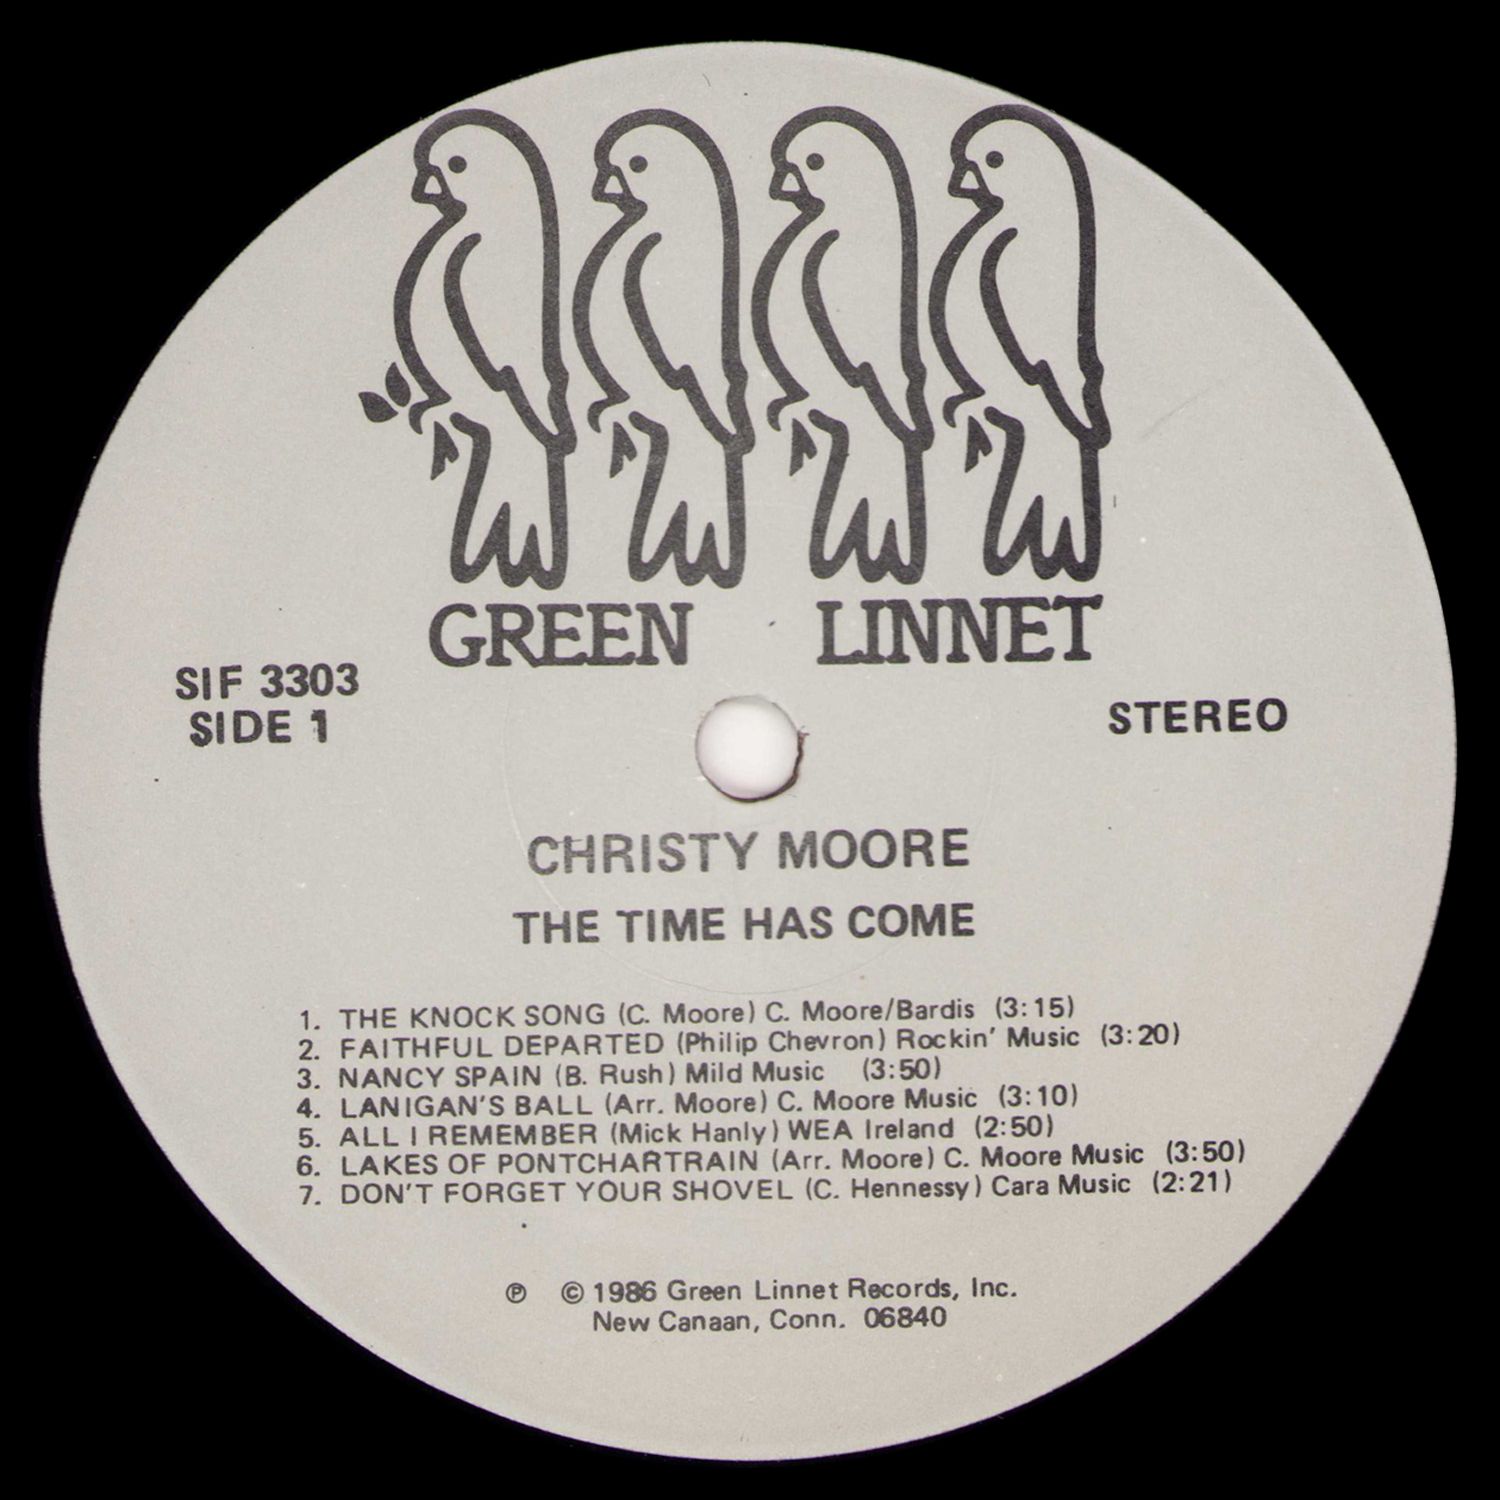 GREEN LINNET
SIF 3303
SIDE 1
STEREO
CHRISTY MOORE
THE TIME HAS COME
1. THE KNOCK SONG (C. Moore) C. Moore/Bardis (3:15)
2. FAITHFUL DEPARTED (Philip Chevron) Rockin' Music (3:20)
3. NANCY SPAIN (B. Rush) Mild Music (3:50)
4. LANIGAN'S BALL (Arr. Moore) C. Moore Music (3:10)
5. ALL I REMEMBER (Mick Hanly) WEA Ireland (2:50)
6. LAKES OF PONTCHARTRAIN (Arr. Moore) C. Moore Music (3:50)
7. DON'T FORGET YOUR SHOVEL (C. Hennessy) Cara Music (2:21)
℗ © 1986 Green Linnet Records, Inc.
New Canaan, Conn. 06840